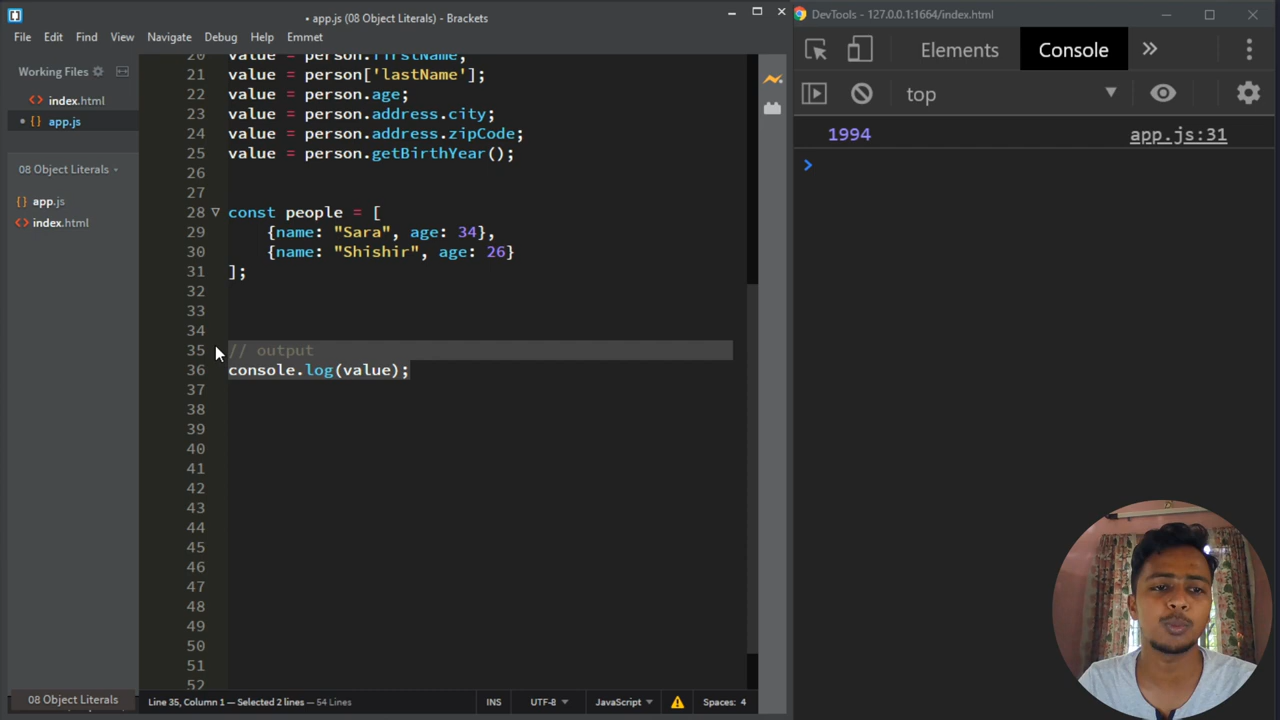 • app.js (08 Object Literals) - Brackets
File Edit Find View Navigate Debug Help Emmet
Working Files
index.html
• {} app.js
08 Object Literals
{} app.js
index.html
20 value = person.firstName;
21 value = person['lastName'];
22 value = person.age;
23 value = person.address.city;
24 value = person.address.zipCode;
25 value = person.getBirthYear();
26
27
28 const people = [
29 {name: "Sara", age: 34},
30 {name: "Shishir", age: 26}
31 ];
32
33
34
35 // output
36 console.log(value);
37
38
39
40
41
42
43
44
45
46
47
48
49
50
51
52
08 Object Literals
Line 35, Column 1 — Selected 2 lines — 54 Lines INS UTF-8 JavaScript Spaces: 4
DevTools - 127.0.0.1:1664/index.html
Elements Console »
top
1994 app.js:31
>